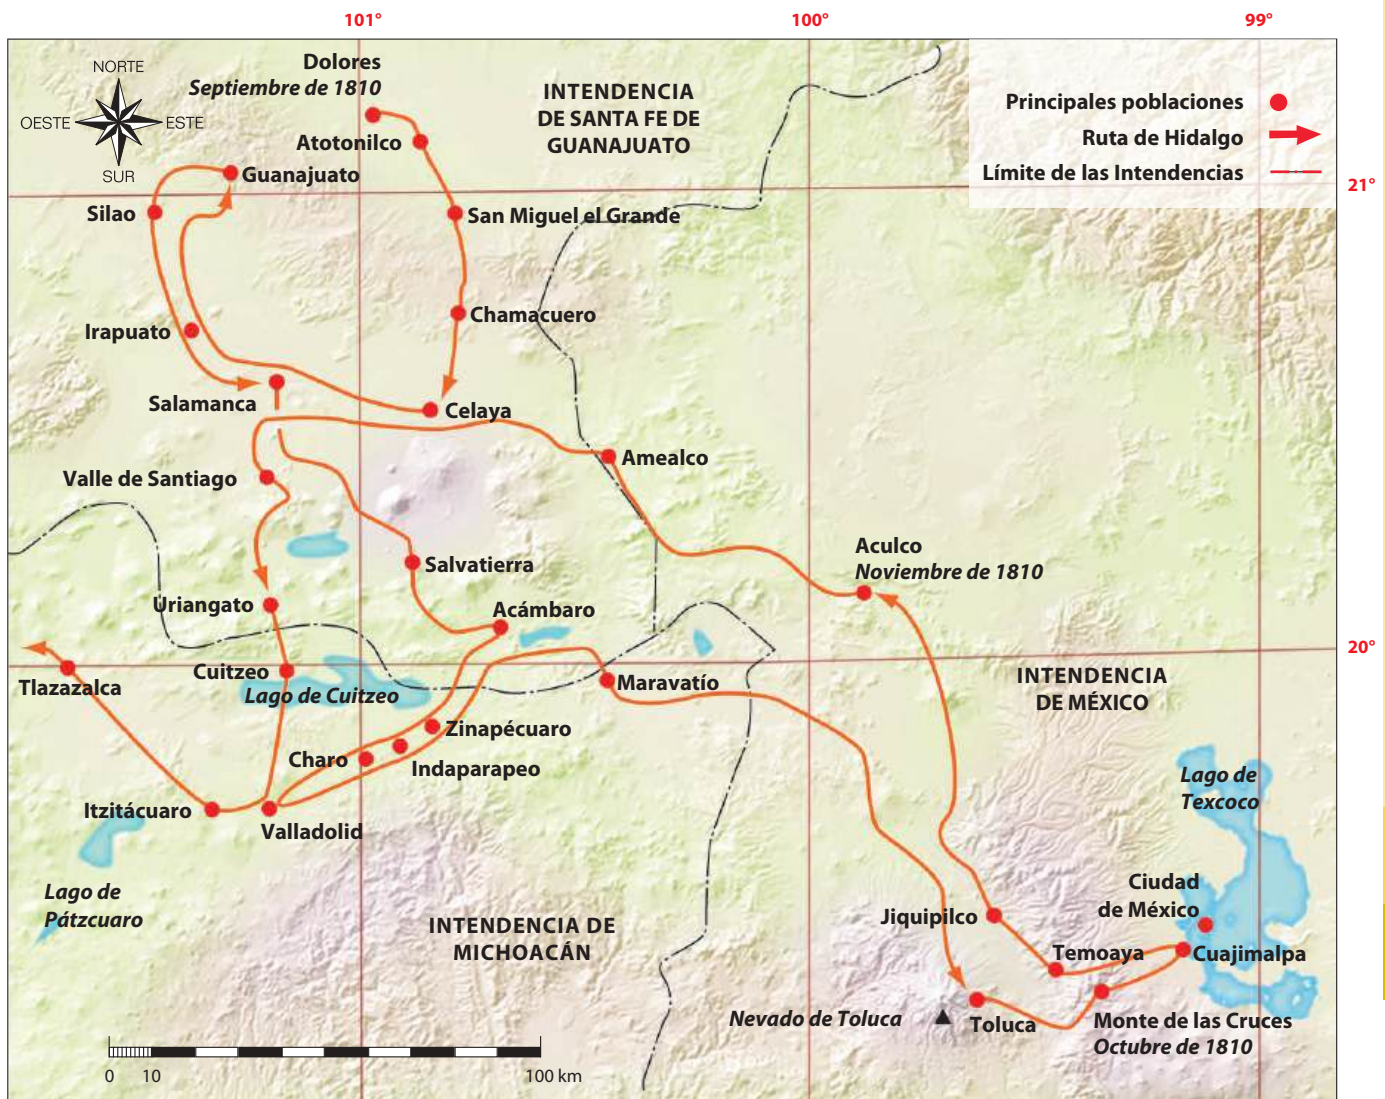 101°
100°
99°
NORTE
OESTE
ESTE
SUR
Dolores
Septiembre de 1810
INTENDENCIA
DE SANTA FE DE
GUANAJUATO
Principales poblaciones
Ruta de Hidalgo
Límite de las Intendencias
Atotonilco
Guanajuato
21°
Silao
San Miguel el Grande
Chamacuero
Irapuato
Salamanca
Celaya
Amealco
Valle de Santiago
Aculco
Noviembre de 1810
Salvatierra
Uriangato
Acámbaro
20°
Cuitzeo
Tlazazalca
Lago de Cuitzeo
Maravatío
INTENDENCIA
DE MÉXICO
Zinapécuaro
Charo
Indaparapeo
Lago de
Texcoco
Itzitácuaro
Valladolid
Lago de
Pátzcuaro
Ciudad
de México
INTENDENCIA DE
MICHOACÁN
Jiquipilco
Temoaya
Cuajimalpa
Nevado de Toluca
Toluca
Monte de las Cruces
Octubre de 1810
0 10 100 km